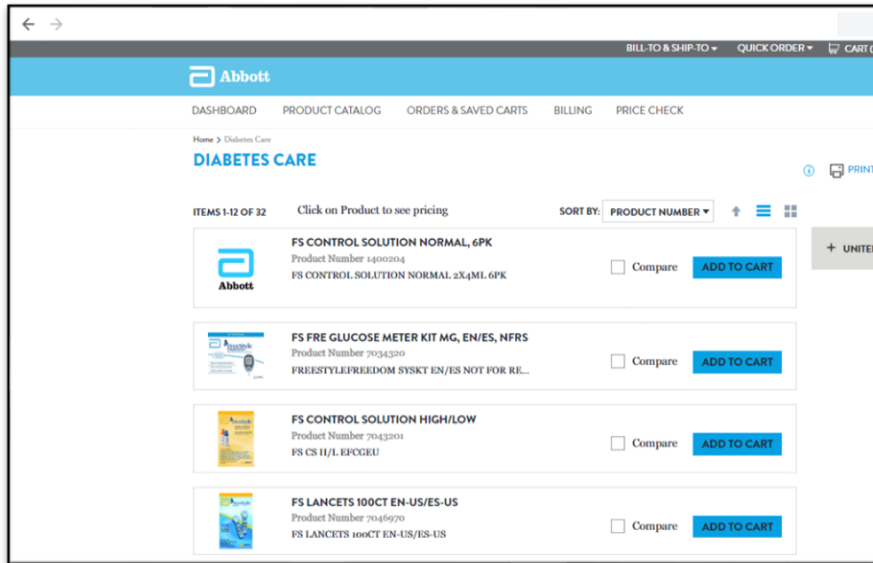 BILL-TO & SHIP-TO
QUICK ORDER
CART (
Abbott
DASHBOARD PRODUCT CATALOG ORDERS & SAVED CARTS BILLING PRICE CHECK
Home > Diabetes Care
DIABETES CARE
PRINT
ITEMS 1-12 OF 32 Click on Product to see pricing SORT BY: PRODUCT NUMBER
+ UNITE
Abbott
FS CONTROL SOLUTION NORMAL, 6PK
Product Number 1400204
FS CONTROL SOLUTION NORMAL 2X4ML 6PK
Compare ADD TO CART
FS FRE GLUCOSE METER KIT MG, EN/ES, NFRS
Product Number 7034320
FREESTYLEFREEDOM SYSKT EN/ES NOT FOR RE...
Compare ADD TO CART
FS CONTROL SOLUTION HIGH/LOW
Product Number 7043201
FS CS H/L EFCGEU
Compare ADD TO CART
FS LANCETS 100CT EN-US/ES-US
Product Number 7046970
FS LANCETS 100CT EN-US/ES-US
Compare ADD TO CART